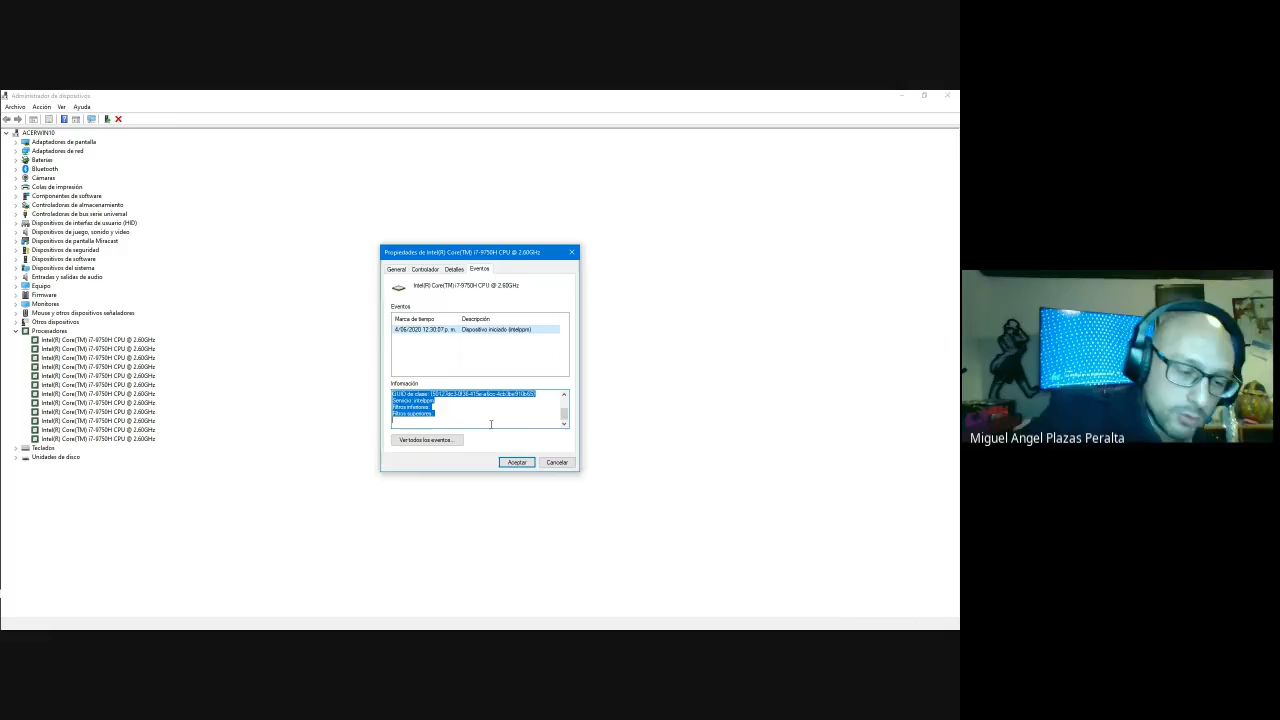 Administrador de dispositivos
Archivo Acción Ver Ayuda
ACERWIN10
Adaptadores de pantalla
Adaptadores de red
Baterías
Bluetooth
Cámaras
Colas de impresión
Componentes de software
Controladoras de almacenamiento
Controladoras de bus serie universal
Dispositivos de interfaz de usuario (HID)
Dispositivos de juego, sonido y vídeo
Dispositivos de pantalla Miracast
Dispositivos de seguridad
Dispositivos de software
Dispositivos del sistema
Entradas y salidas de audio
Equipo
Firmware
Monitores
Mouse y otros dispositivos señaladores
Otros dispositivos
Procesadores
Intel(R) Core(TM) i7-9750H CPU @ 2.60GHz
Intel(R) Core(TM) i7-9750H CPU @ 2.60GHz
Intel(R) Core(TM) i7-9750H CPU @ 2.60GHz
Intel(R) Core(TM) i7-9750H CPU @ 2.60GHz
Intel(R) Core(TM) i7-9750H CPU @ 2.60GHz
Intel(R) Core(TM) i7-9750H CPU @ 2.60GHz
Intel(R) Core(TM) i7-9750H CPU @ 2.60GHz
Intel(R) Core(TM) i7-9750H CPU @ 2.60GHz
Intel(R) Core(TM) i7-9750H CPU @ 2.60GHz
Intel(R) Core(TM) i7-9750H CPU @ 2.60GHz
Intel(R) Core(TM) i7-9750H CPU @ 2.60GHz
Intel(R) Core(TM) i7-9750H CPU @ 2.60GHz
Teclados
Unidades de disco
Propiedades de Intel(R) Core(TM) i7-9750H CPU @ 2.60GHz
General Controlador Detalles Eventos
Intel(R) Core(TM) i7-9750H CPU @ 2.60GHz
Eventos
Marca de tiempo Descripción
4/06/2020 12:30:07 p. m. Dispositivo iniciado (intelppm)
Información
GUID de clase:
Servicio: intelppm
Filtros inferiores:
Filtros superiores:
Ver todos los eventos...
Aceptar Cancelar
Miguel Angel Plazas Peralta